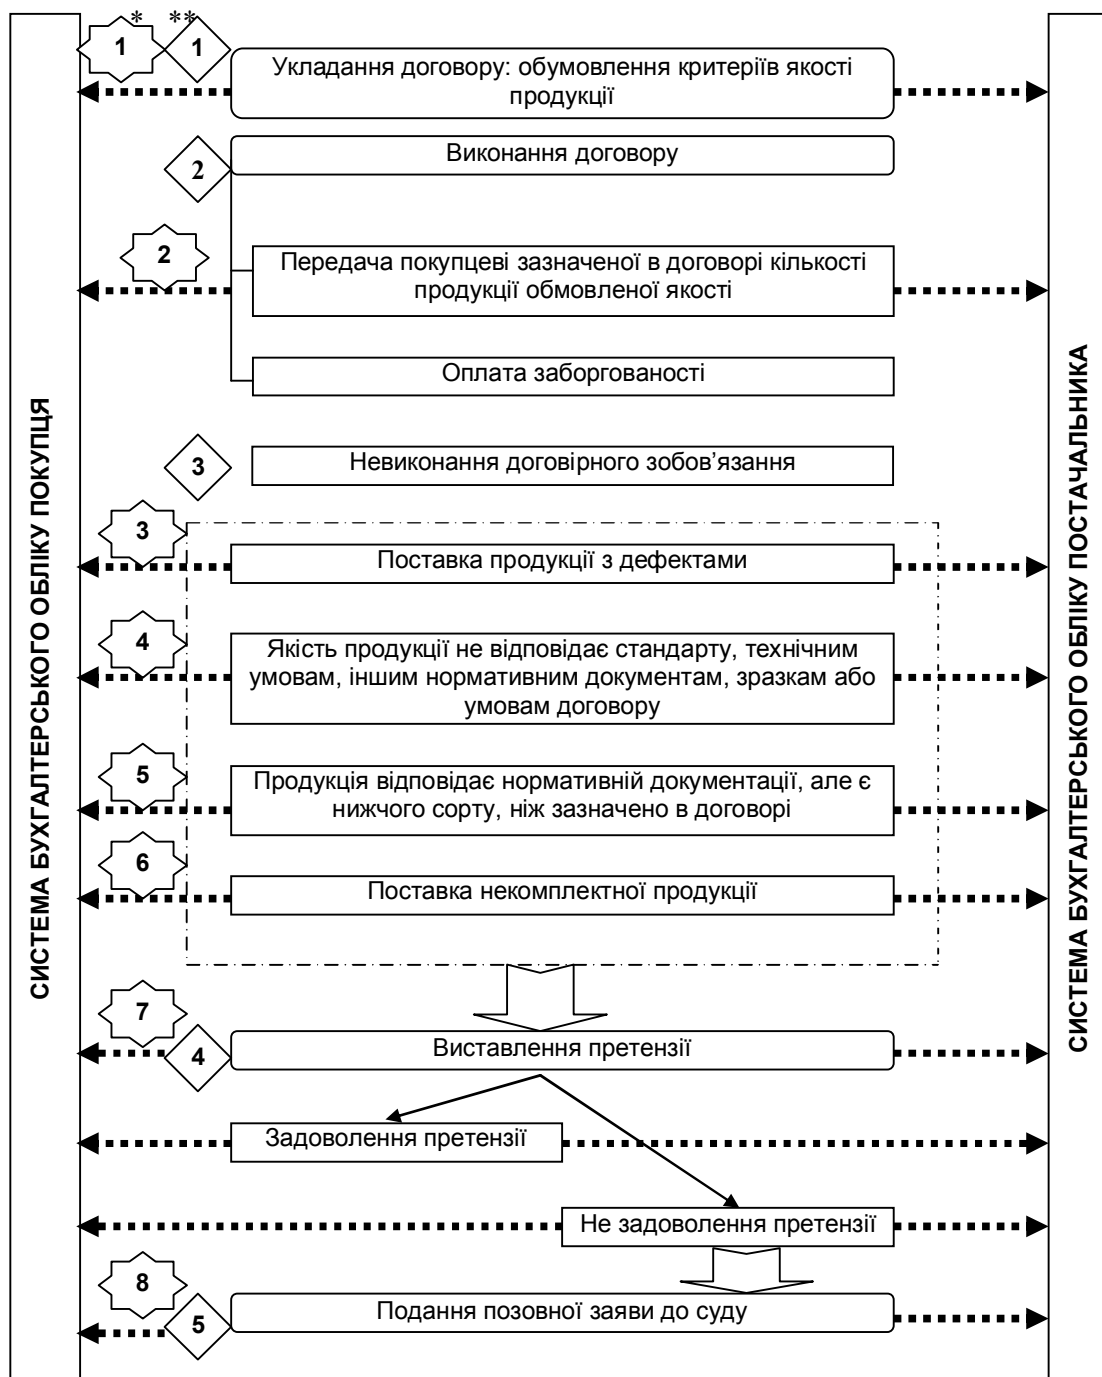 * **
1 1
Укладання договору: обумовлення критеріїв якості
продукції
Виконання договору
2
2
Передача покупцеві зазначеної в договорі кількості
продукції обмовленої якості
Оплата заборгованості
3
Невиконання договірного зобов’язання
3
Поставка продукції з дефектами
4
Якість продукції не відповідає стандарту, технічним
умовам, іншим нормативним документам, зразкам або
умовам договору
5
Продукція відповідає нормативній документації, але є
нижчого сорту, ніж зазначено в договорі
6
Поставка некомплектної продукції
7
4
Виставлення претензії
Задоволення претензії
Не задоволення претензії
8
5
Подання позовної заяви до суду
СИСТЕМА БУХГАЛТЕРСЬКОГО ОБЛІКУ ПОКУПЦЯ
СИСТЕМА БУХГАЛТЕРСЬКОГО ОБЛІКУ ПОСТАЧАЛЬНИКА